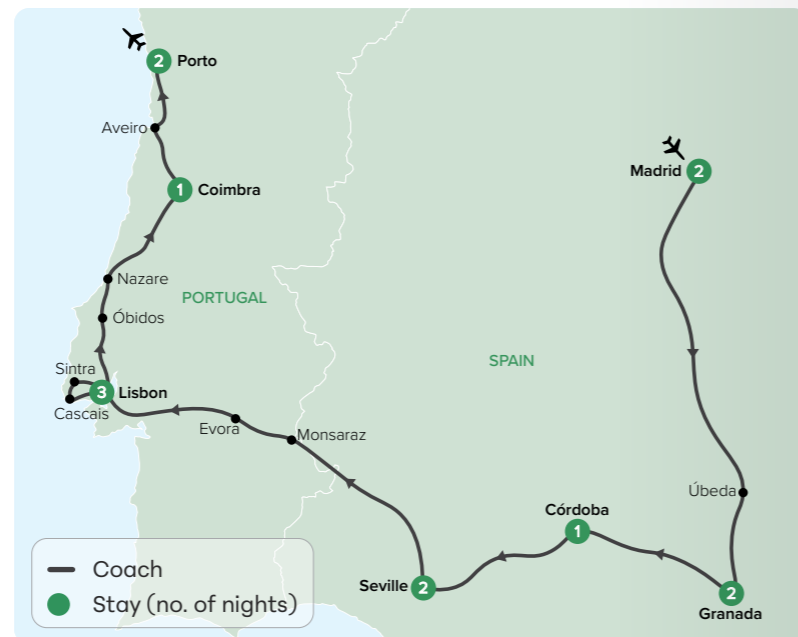 2 Porto
Aveiro
Madrid 2
1 Coimbra
Nazare
PORTUGAL
Óbidos
SPAIN
Sintra
3 Lisbon
Cascais
Evora
Monsaraz
Úbeda
Córdoba
1
Seville 2
2
Granada
Coach
Stay (no. of nights)